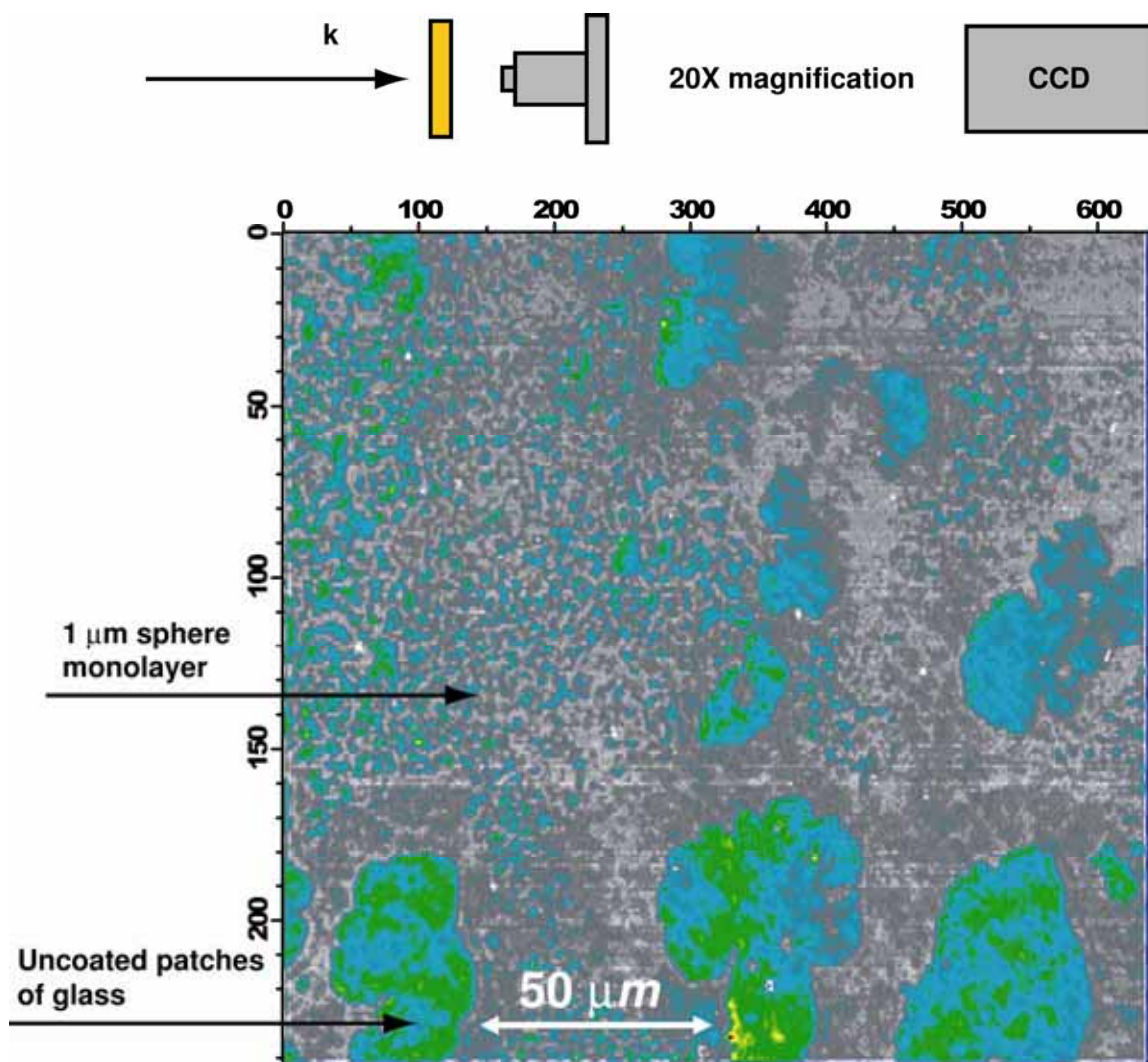 k
20X magnification
CCD
0 100 200 300 400 500 600
0
50
100
150
200
1 μm sphere
monolayer
Uncoated patches
of glass
50 μm